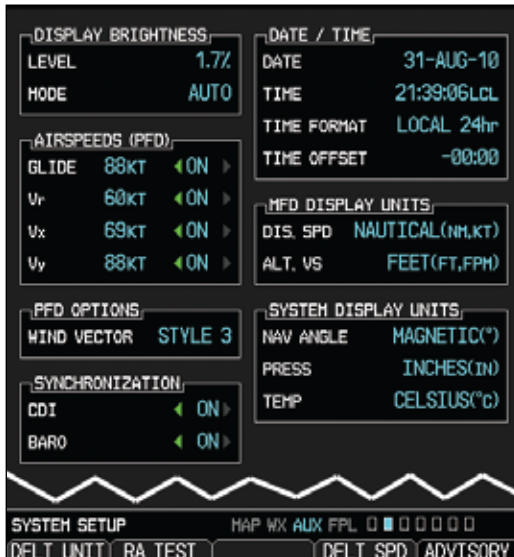 DISPLAY BRIGHTNESS
LEVEL 1.7%
MODE AUTO
AIRSPEEDS (PFD)
GLIDE 88KT ON
Vr 60KT ON
Vx 69KT ON
Vy 88KT ON
PFD OPTIONS
WIND VECTOR STYLE 3
SYNCHRONIZATION
CDI ON
BARO ON
DATE / TIME
DATE 31-AUG-10
TIME 21:39:06LCL
TIME FORMAT LOCAL 24hr
TIME OFFSET -00:00
MFD DISPLAY UNITS
DIS, SPD NAUTICAL(NM,KT)
ALT, VS FEET(FT,FPM)
SYSTEM DISPLAY UNITS
NAV ANGLE MAGNETIC(°)
PRESS INCHES(IN)
TEMP CELSIUS(°C)
SYSTEM SETUP MAP WX AUX FPL
DFLT UNIT RA TEST DFLT SPD ADVISORY